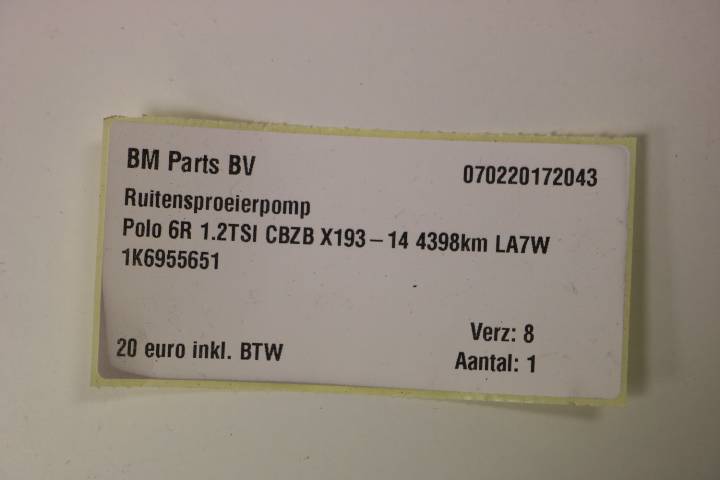 BM Parts BV 070220172043
Ruitensproeierpomp
Polo 6R 1.2TSI CBZB X193-14 4398km LA7W
1K6955651
Verz: 8
20 euro inkl. BTW Aantal: 1